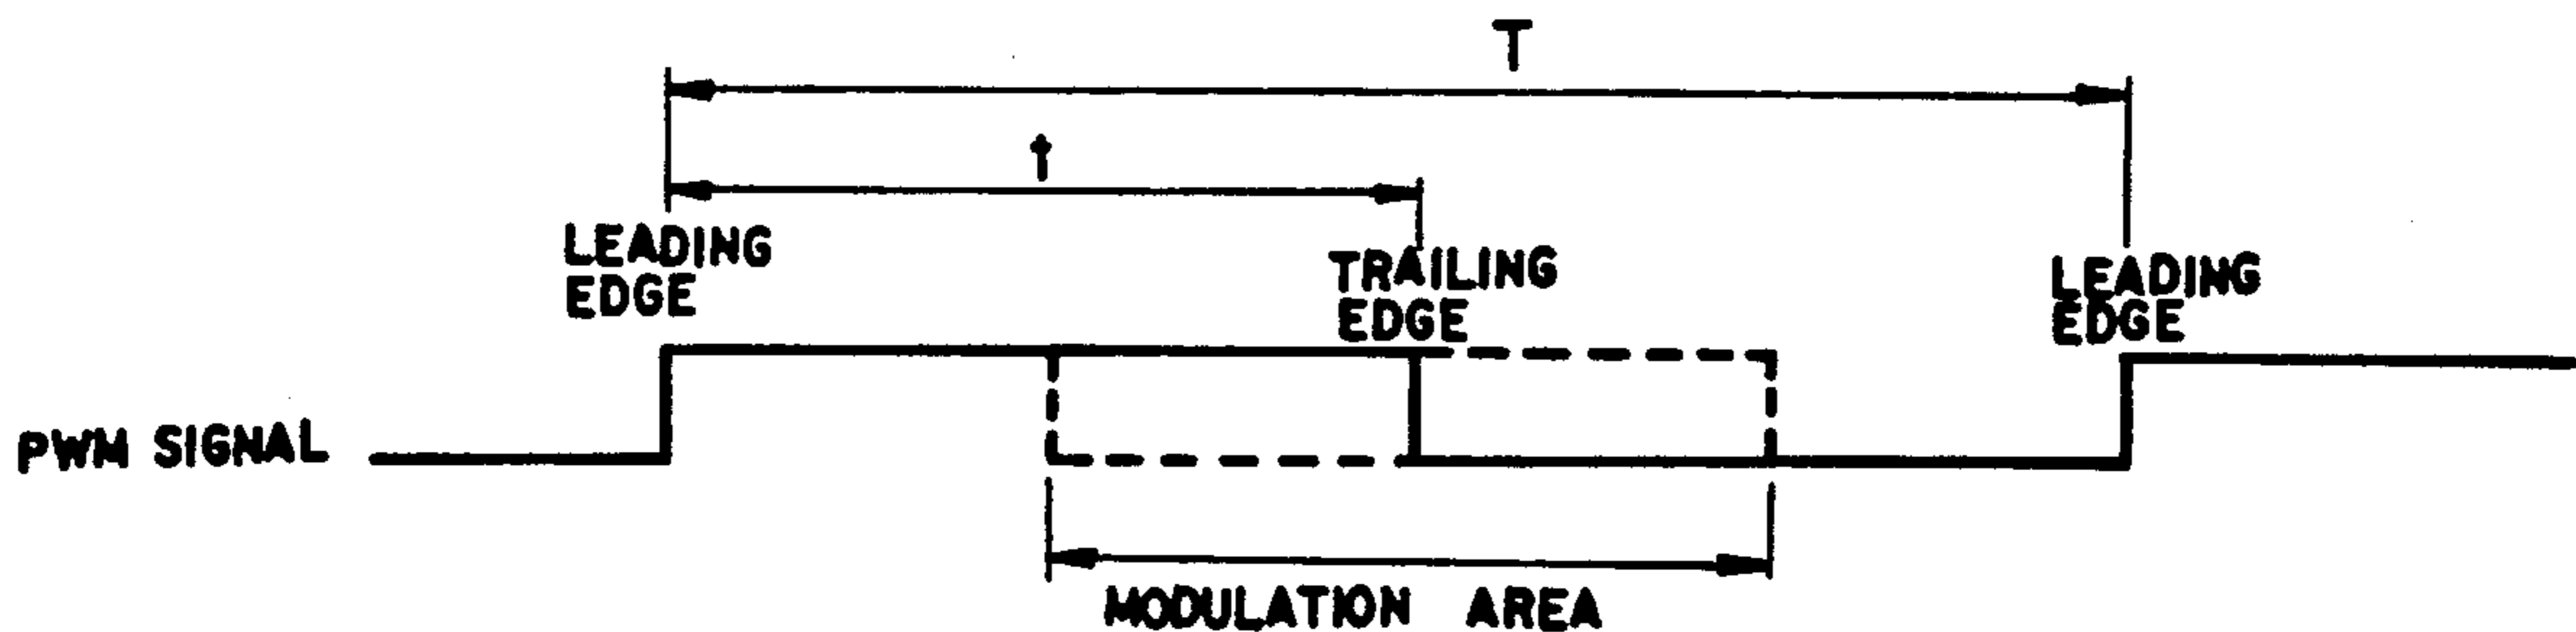 T
t
LEADING
EDGE
TRAILING
EDGE
LEADING
EDGE
PWM SIGNAL
MODULATION AREA